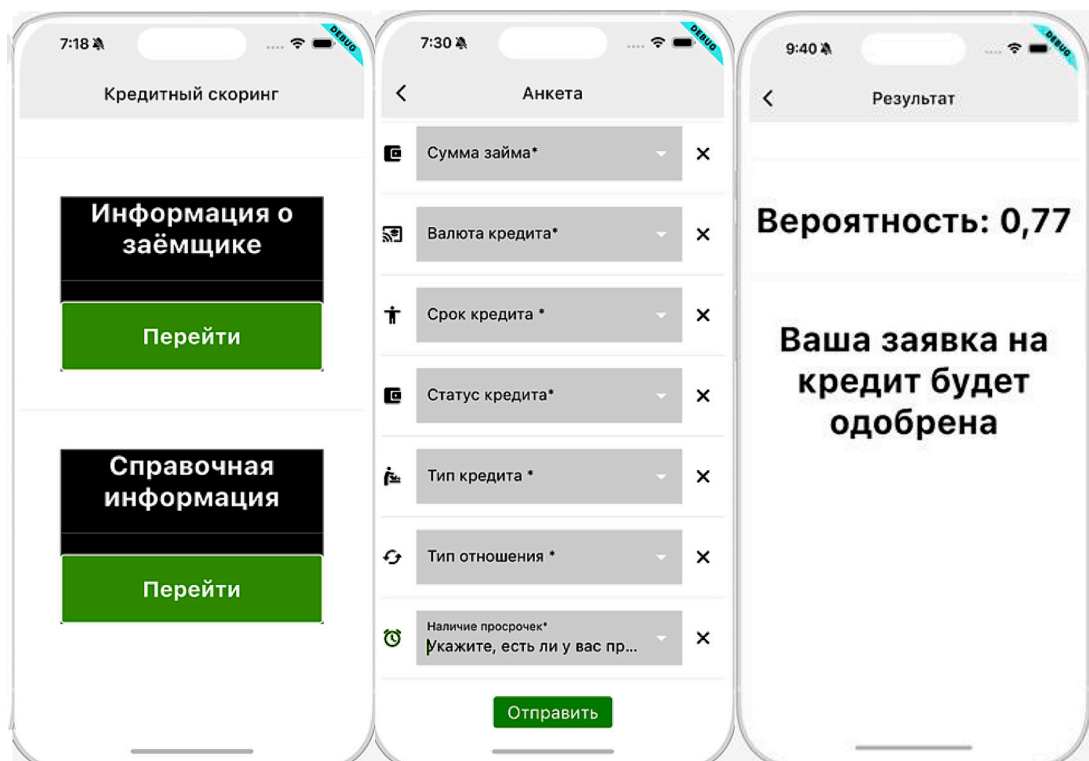 7:18
DEBUG
Кредитный скоринг
Информация о
заёмщике
Перейти
Справочная
информация
Перейти
7:30
DEBUG
Анкета
Сумма займа*
Валюта кредита*
Срок кредита *
Статус кредита*
Тип кредита *
Тип отношения *
Наличие просрочек*
Укажите, есть ли у вас пр...
Отправить
9:40
DEBUG
Результат
Вероятность: 0,77
Ваша заявка на
кредит будет
одобрена